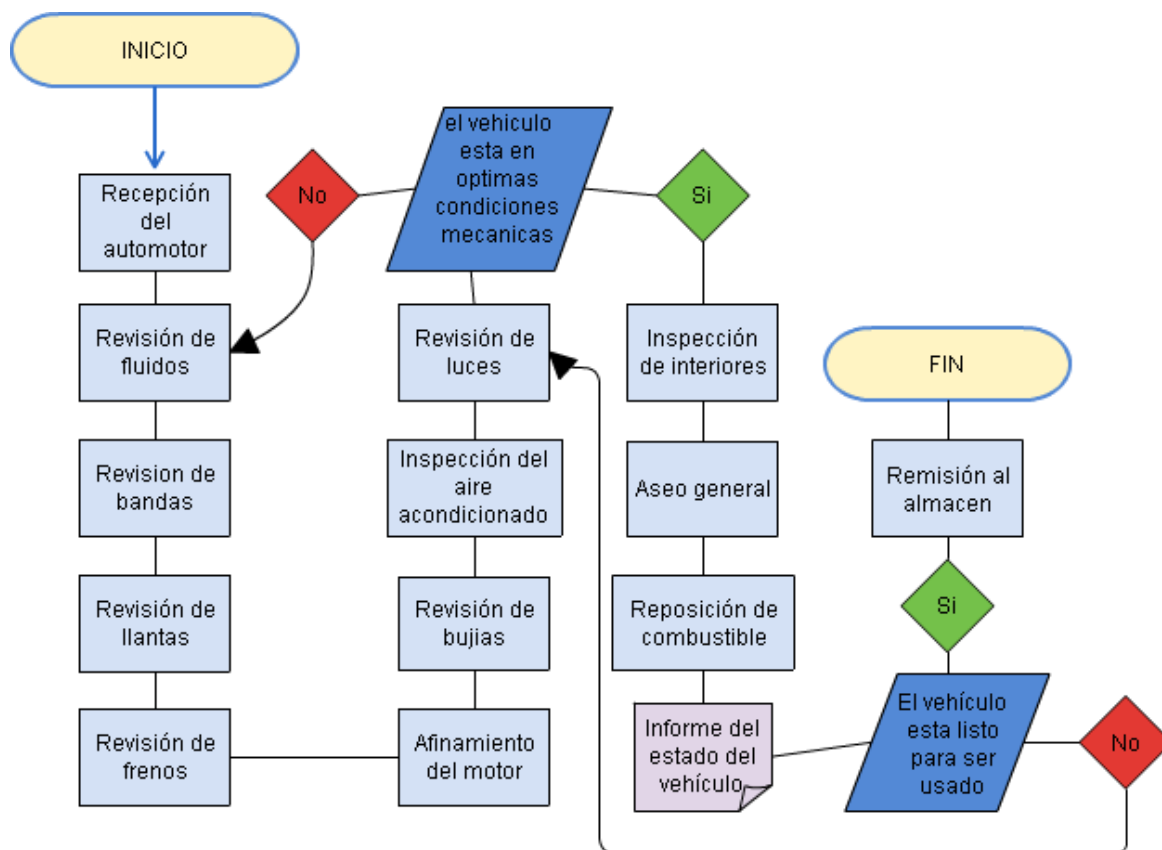 INICIO
Recepción
del
automotor
Revisión de
fluidos
Revision de
bandas
Revisión de
llantas
Revisión de
frenos
Afinamiento
del motor
Revisión de
bujias
Inspección del
aire
acondicionado
Revisión de
luces
el vehiculo
esta en
optimas
condiciones
mecanicas
No
Si
Inspección
de interiores
Aseo general
Reposición de
combustible
Informe del
estado del
vehículo
El vehículo
esta listo
para ser
usado
No
Si
Remisión al
almacen
FIN